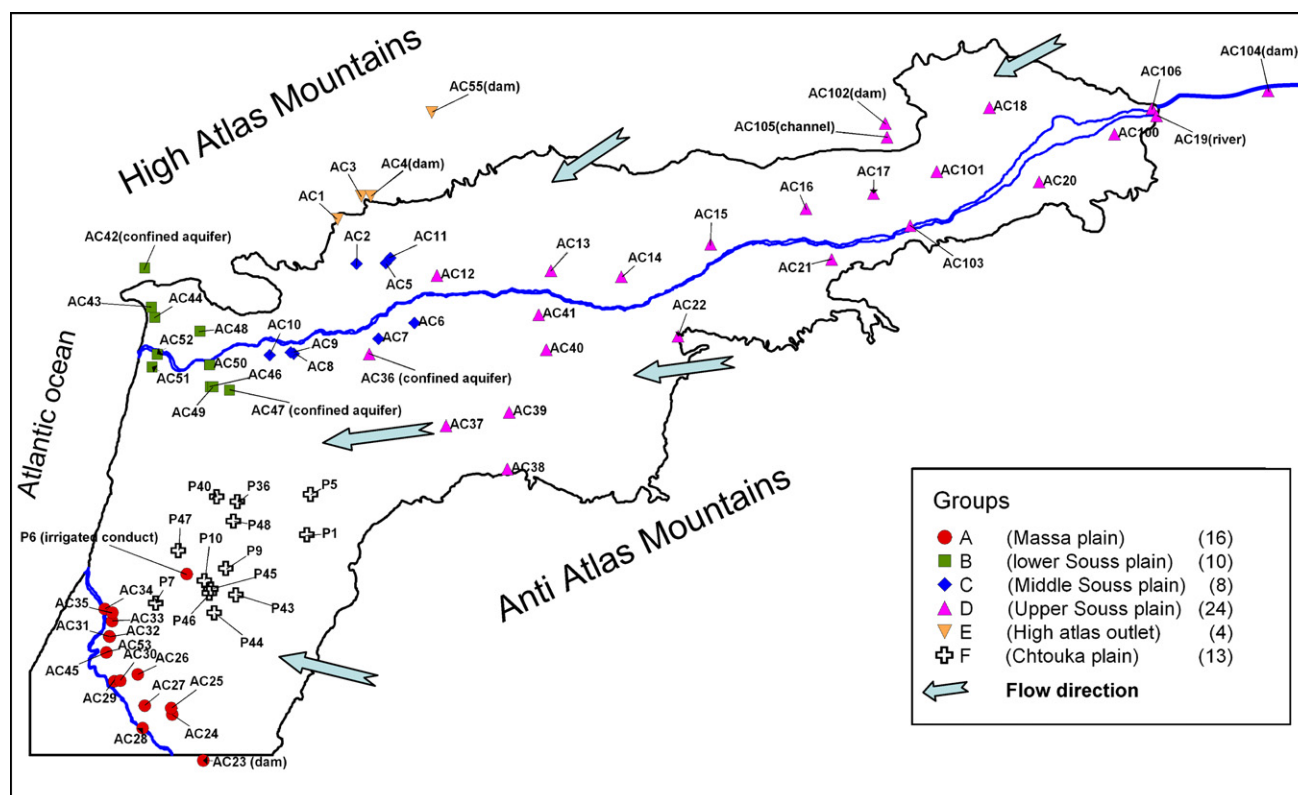 High Atlas Mountains
AC104(dam)
AC55(dam)
AC102(dam)
AC106
AC18
AC105(channel)
AC100
AC19(river)
AC3
AC4(dam)
AC1O1
AC17
AC20
AC16
AC1
AC2
AC11
AC15
AC42(confined aquifer)
AC13
AC14
AC12
AC5
AC21
AC103
AC43
AC44
AC22
AC48
AC10
AC6
AC41
AC52
AC9
AC7
AC50
AC8
AC40
AC51
AC46
AC36 (confined aquifer)
AC49
AC47 (confined aquifer)
Atlantic ocean
AC39
AC37
AC38
Anti Atlas Mountains
P40
P36
P5
P47
P48
P1
P6 (irrigated conduct)
P10
P9
P45
P7
P43
P46
P44
AC34
AC35
AC33
AC31
AC32
AC53
AC45
AC30
AC26
AC29
AC27
AC25
AC24
AC28
AC23 (dam)
Groups
A (Massa plain) (16)
B (lower Souss plain) (10)
C (Middle Souss plain) (8)
D (Upper Souss plain) (24)
E (High atlas outlet) (4)
F (Chtouka plain) (13)
Flow direction